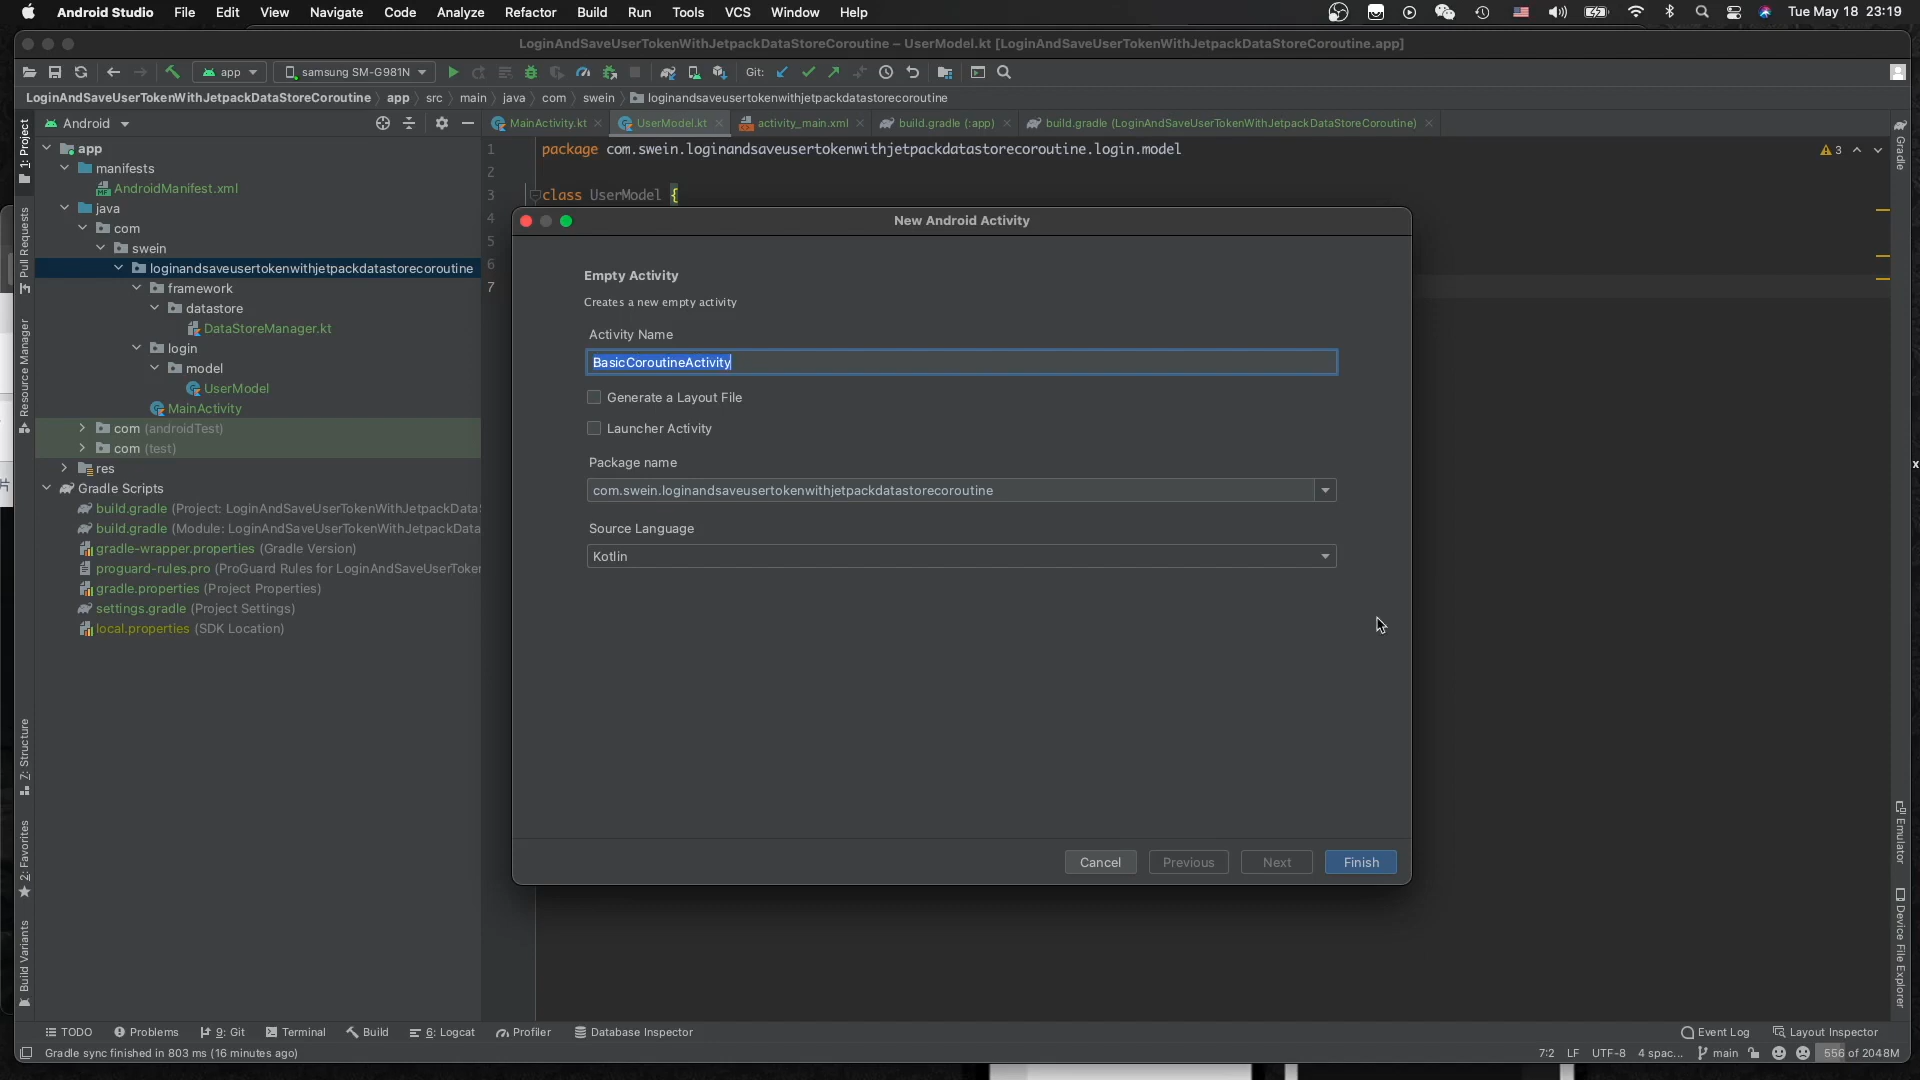 Android Studio File Edit View Navigate Code Analyze Refactor Build Run Tools VCS Window Help Tue May 18 23:19
LoginAndSaveUserTokenWithJetpackDataStoreCoroutine – UserModel.kt [LoginAndSaveUserTokenWithJetpackDataStoreCoroutine.app]
app samsung SM-G981N Git:
LoginAndSaveUserTokenWithJetpackDataStoreCoroutine app src main java com swein loginandsaveusertokenwithjetpackdatastorecoroutine
Android MainActivity.kt UserModel.kt activity_main.xml build.gradle (:app) build.gradle (LoginAndSaveUserTokenWithJetpackDataStoreCoroutine)
1: Project
Pull Requests
Resource Manager
7: Structure
2: Favorites
Build Variants
app
manifests
AndroidManifest.xml
java
com
swein
loginandsaveusertokenwithjetpackdatastorecoroutine
framework
datastore
DataStoreManager.kt
login
model
UserModel
MainActivity
com (androidTest)
com (test)
res
Gradle Scripts
build.gradle (Project: LoginAndSaveUserTokenWithJetpackData
build.gradle (Module: LoginAndSaveUserTokenWithJetpackData
gradle-wrapper.properties (Gradle Version)
proguard-rules.pro (ProGuard Rules for LoginAndSaveUserToke
gradle.properties (Project Properties)
settings.gradle (Project Settings)
local.properties (SDK Location)
1 package com.swein.loginandsaveusertokenwithjetpackdatastorecoroutine.login.model
3
2
3 class UserModel {
4
5
6
7
New Android Activity
Empty Activity
Creates a new empty activity
Activity Name
BasicCoroutineActivity
Generate a Layout File
Launcher Activity
Package name
com.swein.loginandsaveusertokenwithjetpackdatastorecoroutine
Source Language
Kotlin
Cancel Previous Next Finish
Gradle
Emulator
Device File Explorer
x
TODO Problems 9: Git Terminal Build 6: Logcat Profiler Database Inspector Event Log Layout Inspector
Gradle sync finished in 803 ms (16 minutes ago) 7:2 LF UTF-8 4 spac... main 556 of 2048M